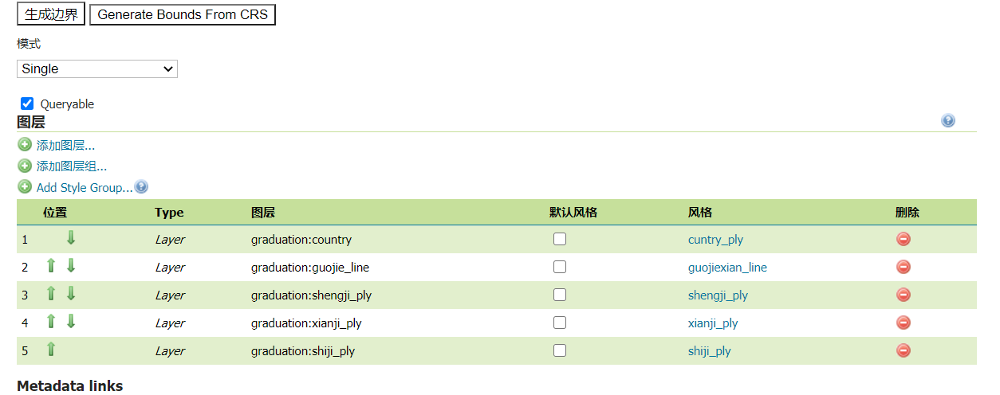 生成边界 Generate Bounds From CRS
模式
Single
Queryable
图层
添加图层...
添加图层组...
Add Style Group...
位置 Type 图层 默认风格 风格 删除
1 Layer graduation:country cuntry_ply
2 Layer graduation:guojie_line guojiexian_line
3 Layer graduation:shengji_ply shengji_ply
4 Layer graduation:xianji_ply xianji_ply
5 Layer graduation:shiji_ply shiji_ply
Metadata links